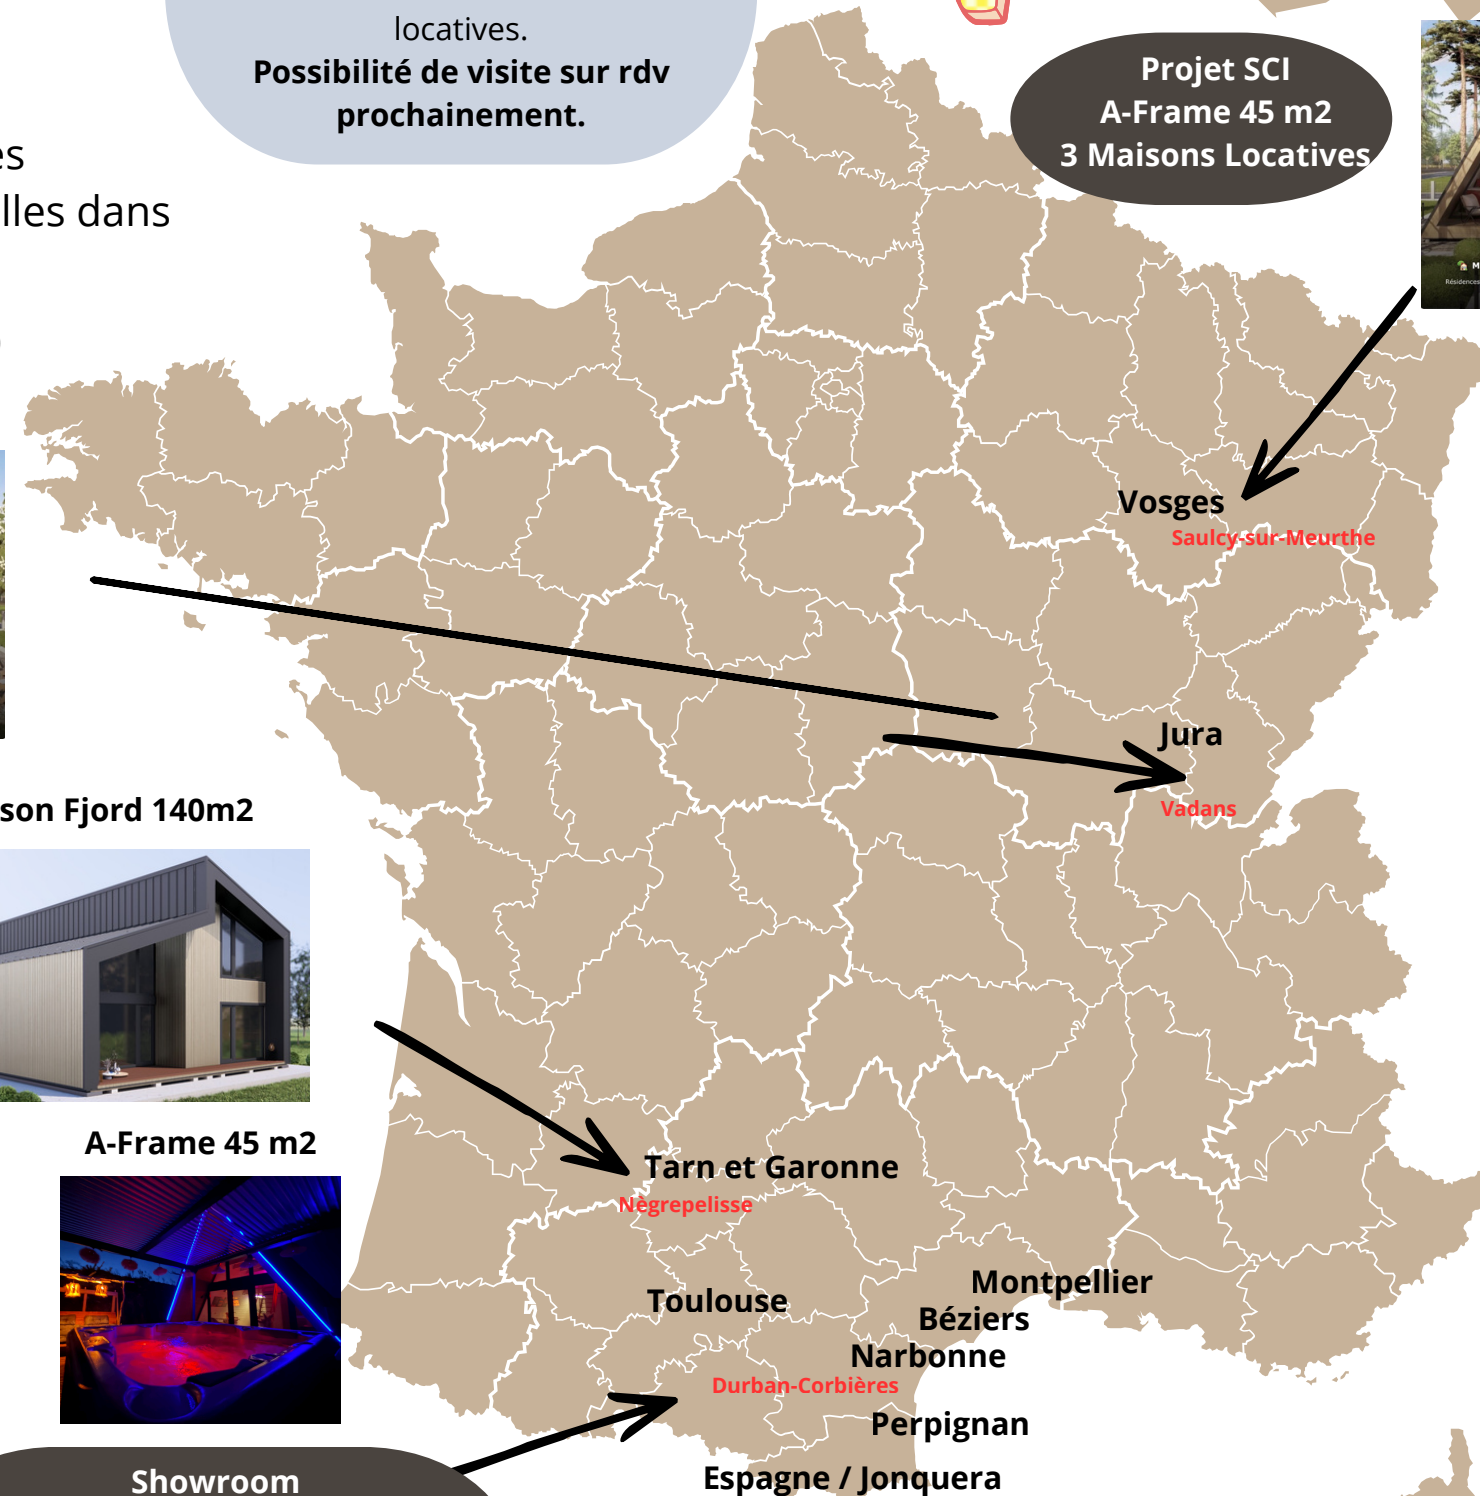 locatives.
Possibilité de visite sur rdv
prochainement.
es
lles dans
Projet SCI
A-Frame 45 m2
3 Maisons Locatives
M
Résidences
Vosges
Saulcy-sur-Meurthe
Jura
Vadans
son Fjord 140m2
A-Frame 45 m2
Tarn et Garonne
Nègrepelisse
Toulouse
Montpellier
Béziers
Narbonne
Durban-Corbières
Perpignan
Espagne / Jonquera
Showroom